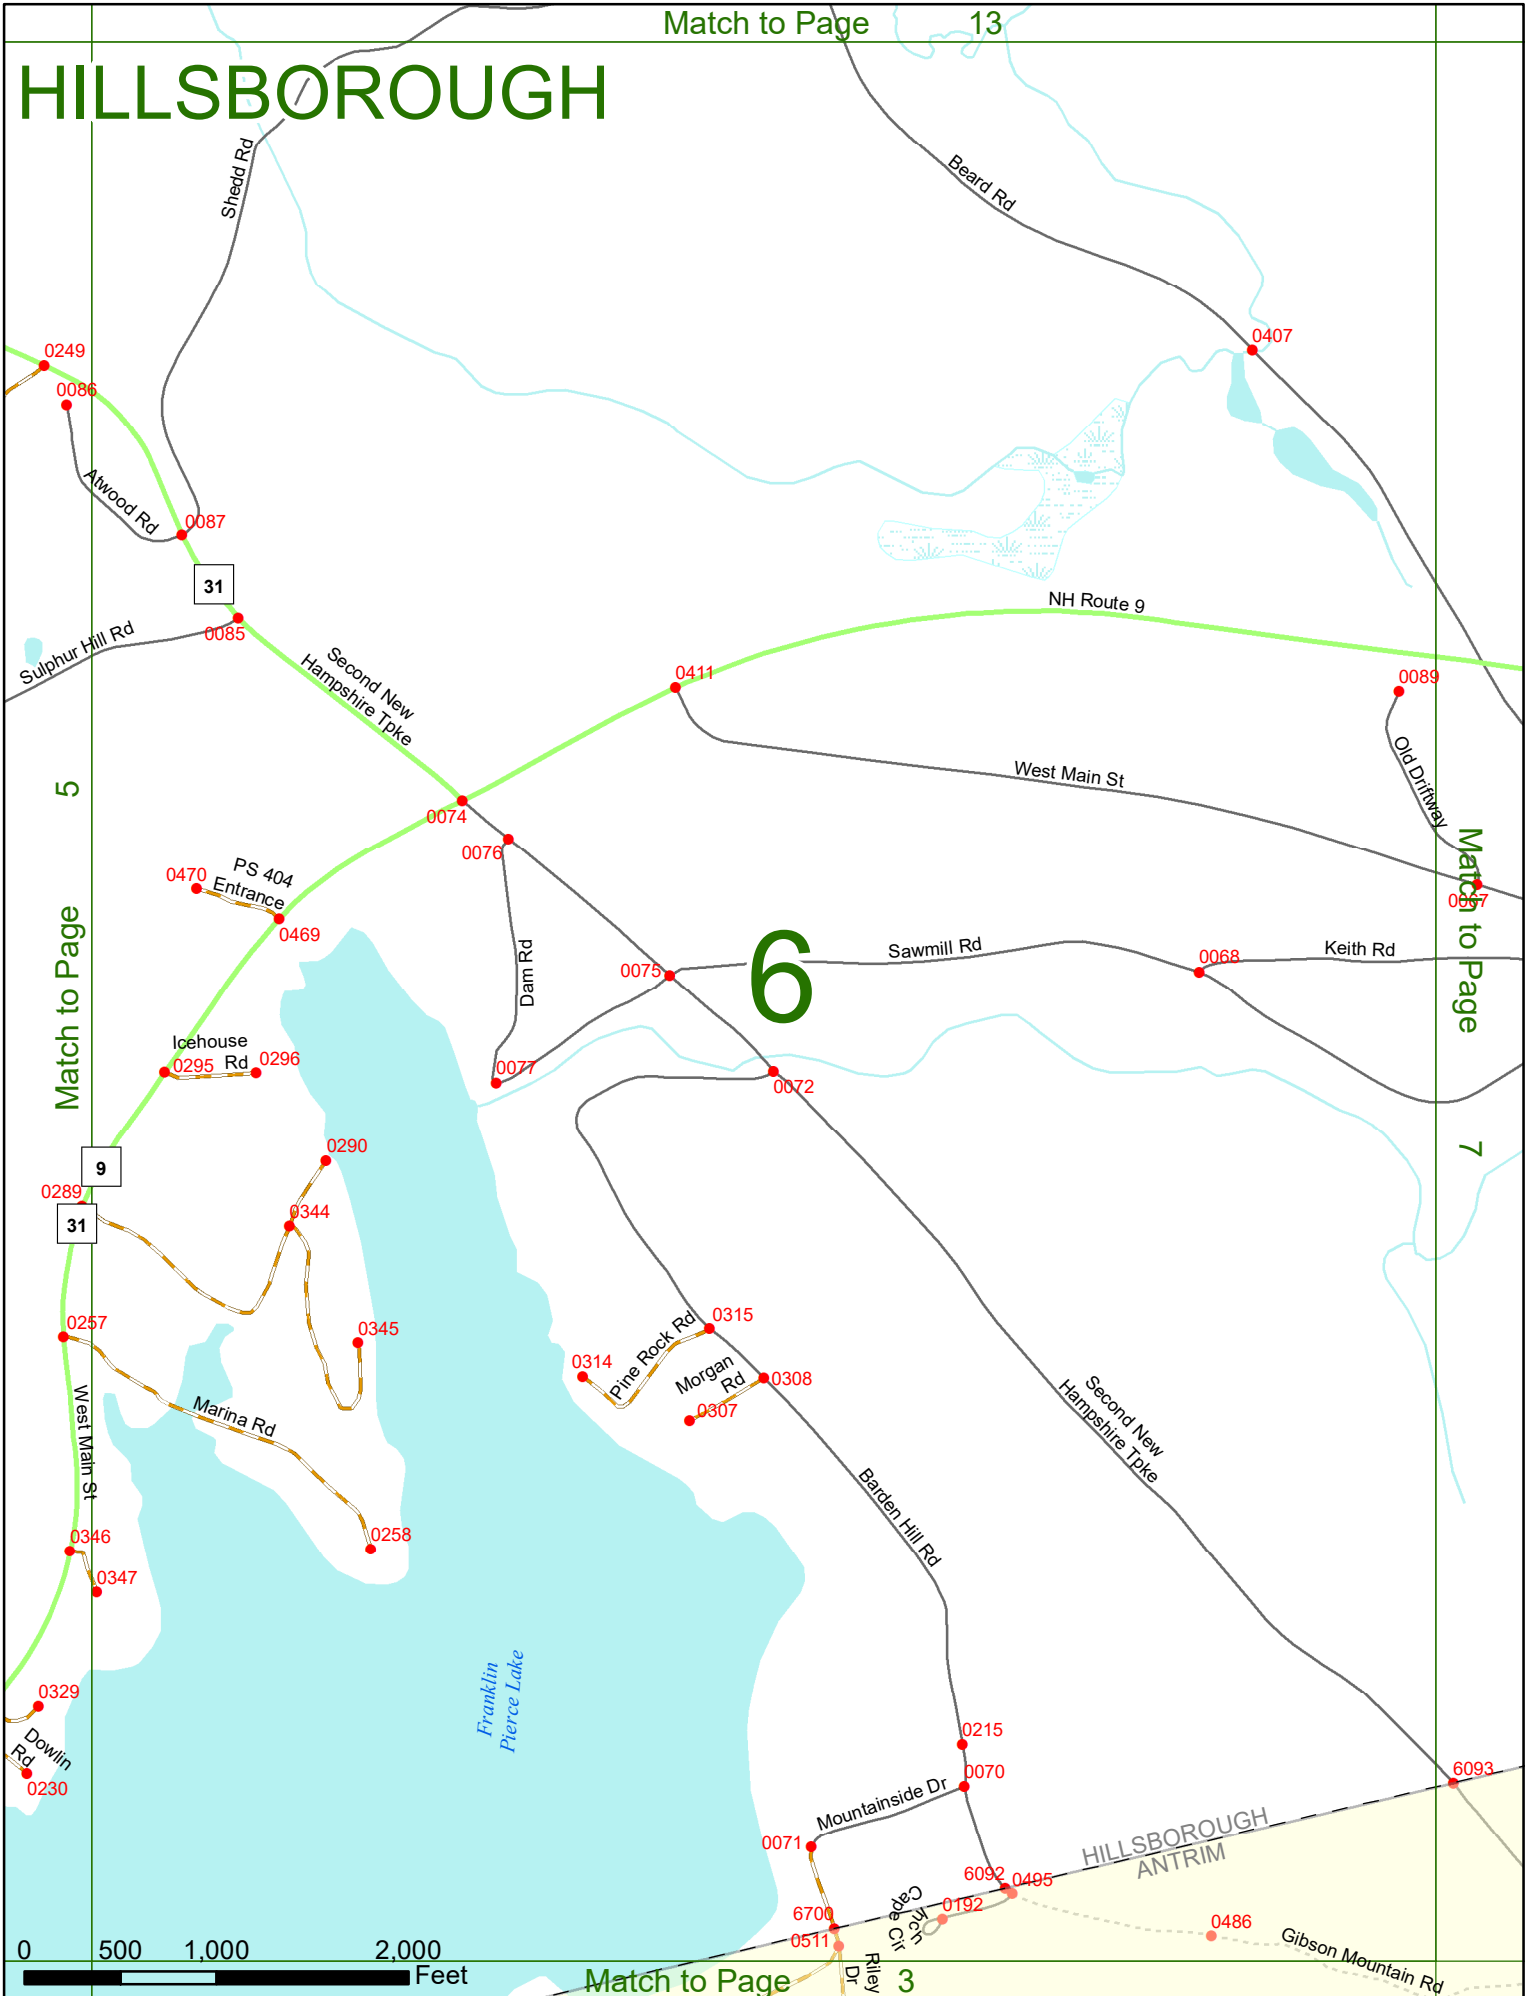 Match to Page 13
HILLSBOROUGH
Shedd Rd
Beard Rd
0249
0407
0086
Atwood Rd
0087
31
NH Route 9
0085
Sulphur Hill Rd
Second New
Hampshire Tpke
0411
0089
Old Driftway
West Main St
5
Match to Page
0074
0076
PS 404
Entrance
0470
0469
0067
Match to Page
7
6
Dam Rd
0075
Sawmill Rd
0068
Keith Rd
Icehouse
Rd
0295
0296
0077
0072
9
0290
0289
31
0344
0257
0345
0315
0314
Pine Rock Rd
Morgan
Rd
0308
0307
West Main St
Marina Rd
Second New
Hampshire Tpke
Barden Hill Rd
0346
0258
0347
Franklin
Pierce Lake
0329
Dowlin
Rd
0230
0215
0070
6093
Mountainside Dr
0071
HILLSBOROUGH
ANTRIM
6092
0495
0192
Inc'h
Cape Cir
6700
0511
0486
Gibson Mountain Rd
Riley
Dr
0 500 1,000 2,000
Feet
Match to Page 3